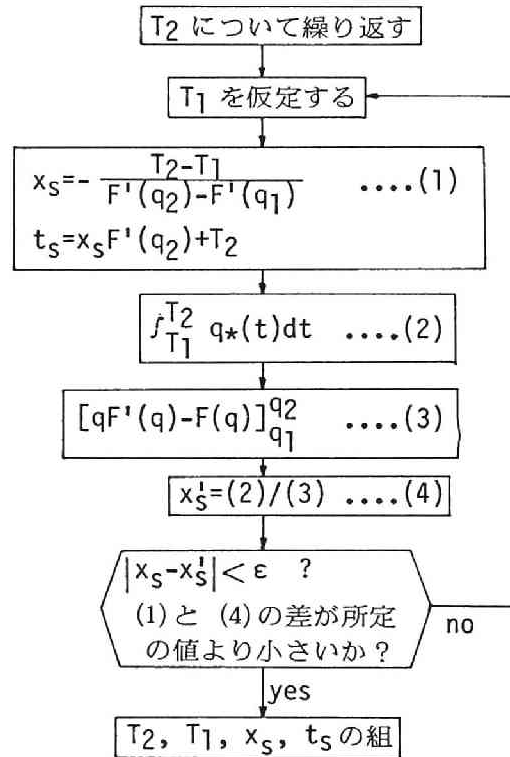 T2 について繰り返す
T1 を仮定する
xs=- T2-T1 / F'(q2)-F'(q1) ....(1)
ts=xsF'(q2)+T2
∫T1T2 q*(t)dt ....(2)
[qF'(q)-F(q)]q1q2 ....(3)
x's=(2)/(3) ....(4)
|xs-x's|< ε ?
(1)と (4)の差が所定
の値より小さいか?
no
yes
T2, T1, xs, tsの組